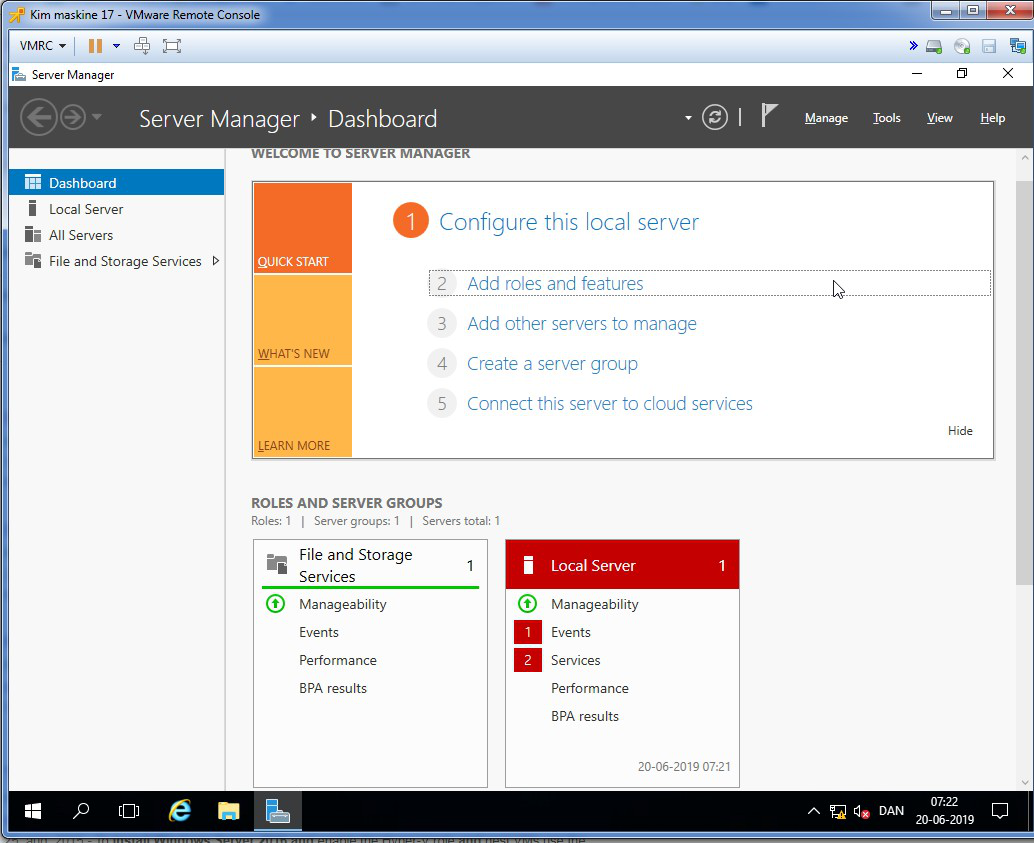 Kim maskine 17 - VMware Remote Console
VMRC
Server Manager
Server Manager Dashboard
Manage Tools View Help
WELCOME TO SERVER MANAGER
Dashboard
Local Server
All Servers
File and Storage Services
QUICK START
WHAT'S NEW
LEARN MORE
1 Configure this local server
2 Add roles and features
3 Add other servers to manage
4 Create a server group
5 Connect this server to cloud services
Hide
ROLES AND SERVER GROUPS
Roles: 1 | Server groups: 1 | Servers total: 1
File and Storage
Services
1
Manageability
Events
Performance
BPA results
Local Server 1
Manageability
1 Events
2 Services
Performance
BPA results
20-06-2019 07:21
DAN
07:22
20-06-2019